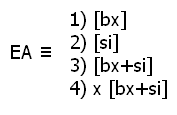 1) [bx]
EA ≡ 2) [si]
3) [bx+si]
4) x [bx+si]